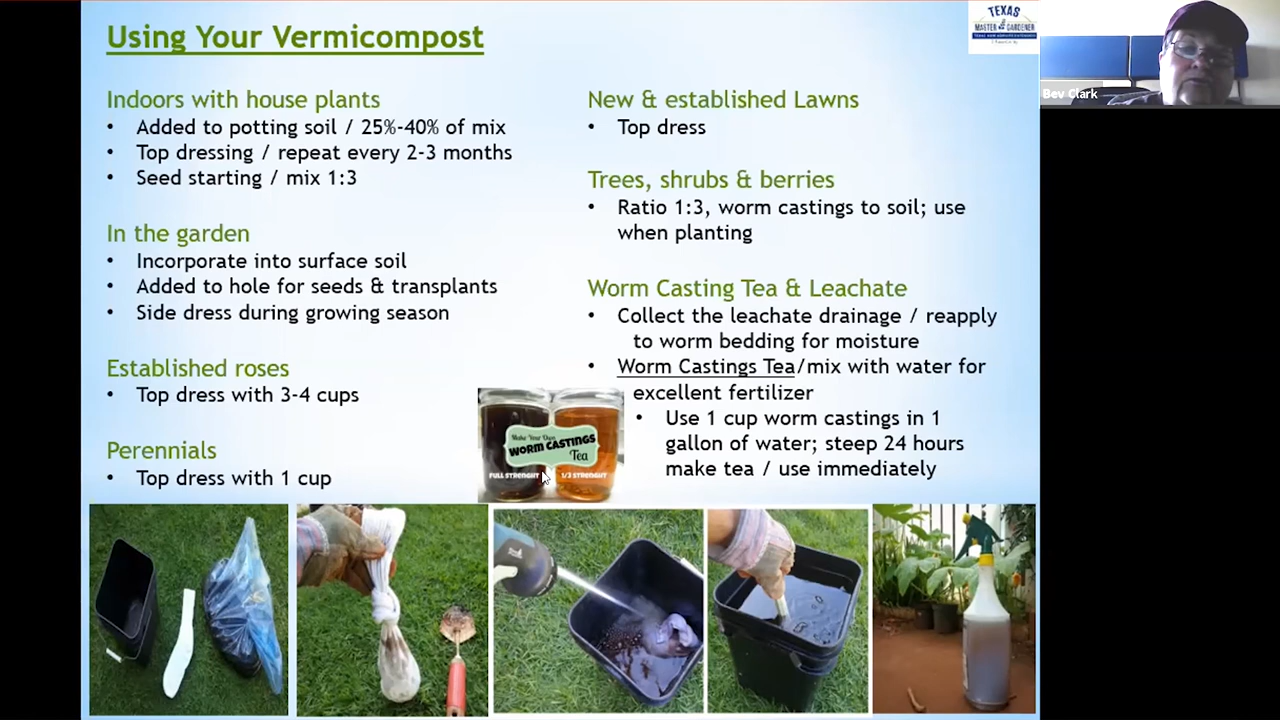 Using Your Vermicompost
Indoors with house plants
• Added to potting soil / 25%-40% of mix
• Top dressing / repeat every 2-3 months
• Seed starting / mix 1:3
In the garden
• Incorporate into surface soil
• Added to hole for seeds & transplants
• Side dress during growing season
Established roses
• Top dress with 3-4 cups
Perennials
• Top dress with 1 cup
New & established Lawns
• Top dress
Trees, shrubs & berries
• Ratio 1:3, worm castings to soil; use
when planting
Worm Casting Tea & Leachate
• Collect the leachate drainage / reapply
to worm bedding for moisture
• Worm Castings Tea/mix with water for
excellent fertilizer
• Use 1 cup worm castings in 1
gallon of water; steep 24 hours
make tea / use immediately
Make Your Own
WORM CASTINGS
Tea
FULL STRENGHT
1/3 STRENGHT
TEXAS
MASTER GARDENER
Bev Clark